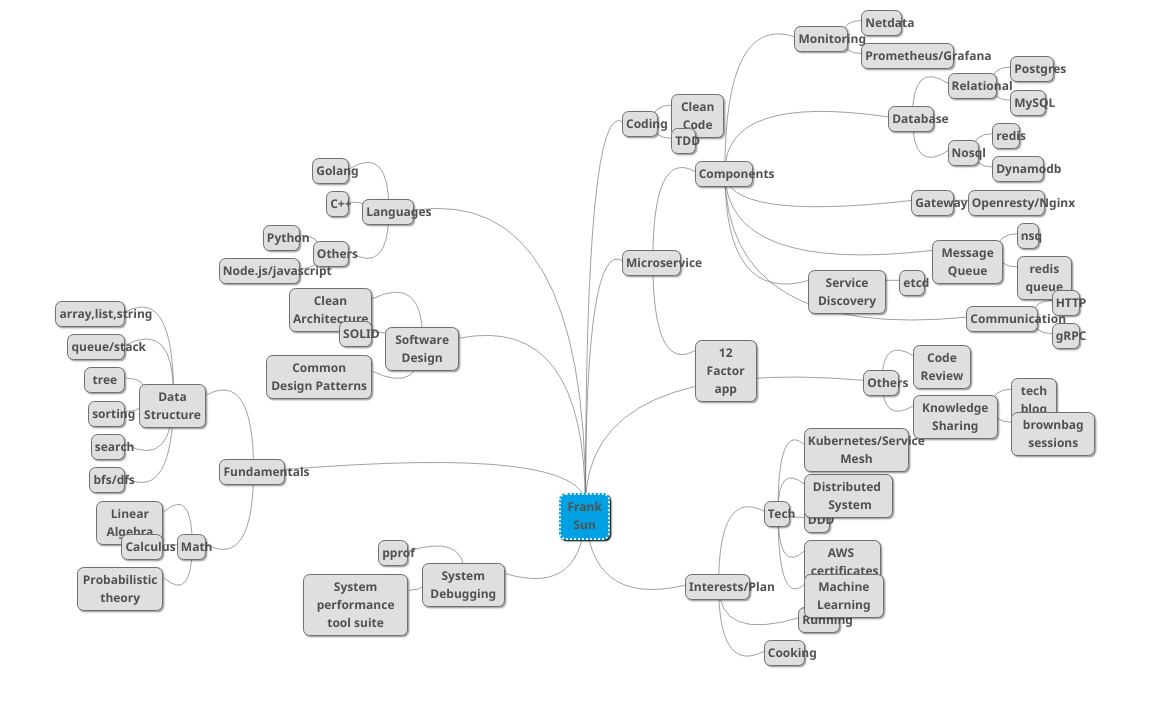 Netdata
Monitoring
Prometheus/Grafana
Postgres
Relational
MySQL
Database
redis
Nosql
Dynamodb
Clean
Code
Coding
TDD
Components
Gateway
Openresty/Nginx
nsq
Message
Queue
redis
queue
Microservice
Service
Discovery
etcd
HTTP
Communication
gRPC
12
Factor
app
Code
Review
Others
Knowledge
Sharing
tech
blog
brownbag
sessions
Golang
C++
Languages
Python
Others
Node.js/javascript
Clean
Architecture
SOLID
Software
Design
Common
Design Patterns
array,list,string
queue/stack
tree
Data
Structure
sorting
search
bfs/dfs
Fundamentals
Linear
Algebra
Calculus
Math
Probabilistic
theory
Frank
Sun
pprof
System
Debugging
System
performance
tool suite
Kubernetes/Service
Mesh
Distributed
System
Tech
DDD
AWS
certificates
Machine
Learning
Interests/Plan
Running
Cooking